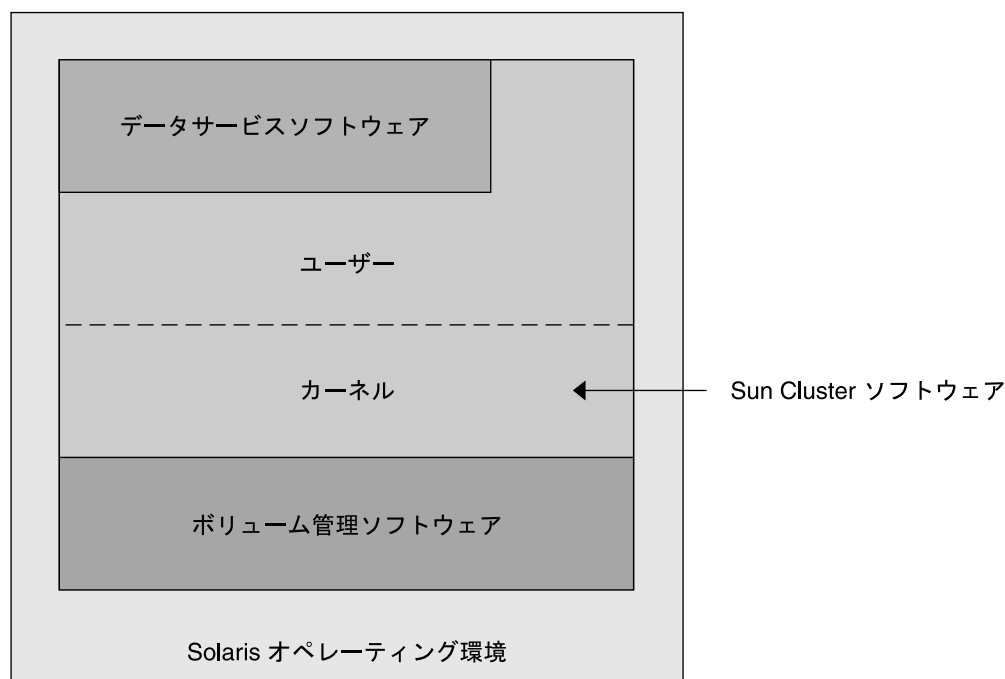 データサービスソフトウェア
ユーザー
カーネル
Sun Cluster ソフトウェア
ボリューム管理ソフトウェア
Solaris オペレーティング環境